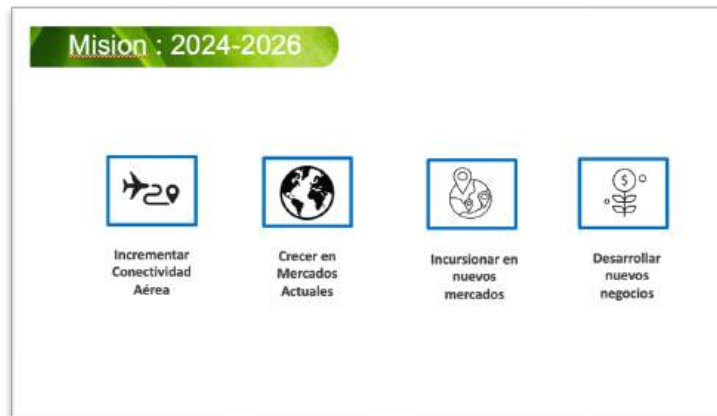 Mision : 2024-2026
Incrementar
Conectividad
Aérea
Crecer en
Mercados
Actuales
Incursionar en
nuevos
mercados
Desarrollar
nuevos
negocios
$